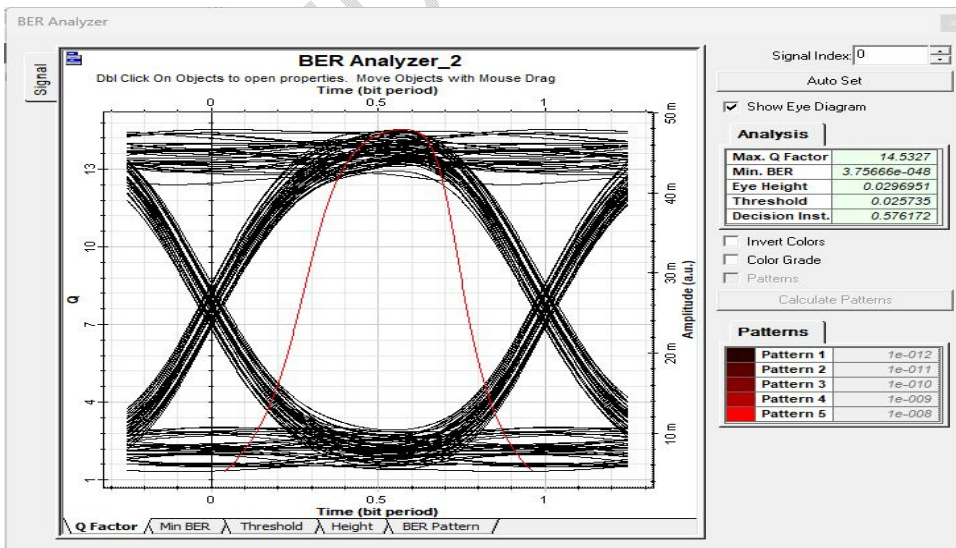 BER Analyzer
Signal
BER Analyzer_2
Dbl Click On Objects to open properties. Move Objects with Mouse Drag
Time (bit period)
0 0.5 1
Q
13
10
7
4
1
50 m
40 m
30 m
20 m
10 m
Amplitude (a.u.)
0 0.5 1
Time (bit period)
Q Factor Min BER Threshold Height BER Pattern
Signal Index: 0
Auto Set
Show Eye Diagram
Analysis
Max. Q Factor 14.5327
Min. BER 3.75666e-048
Eye Height 0.0296951
Threshold 0.025735
Decision Inst. 0.576172
Invert Colors
Color Grade
Patterns
Calculate Patterns
Patterns
Pattern 1 1e-012
Pattern 2 1e-011
Pattern 3 1e-010
Pattern 4 1e-009
Pattern 5 1e-008